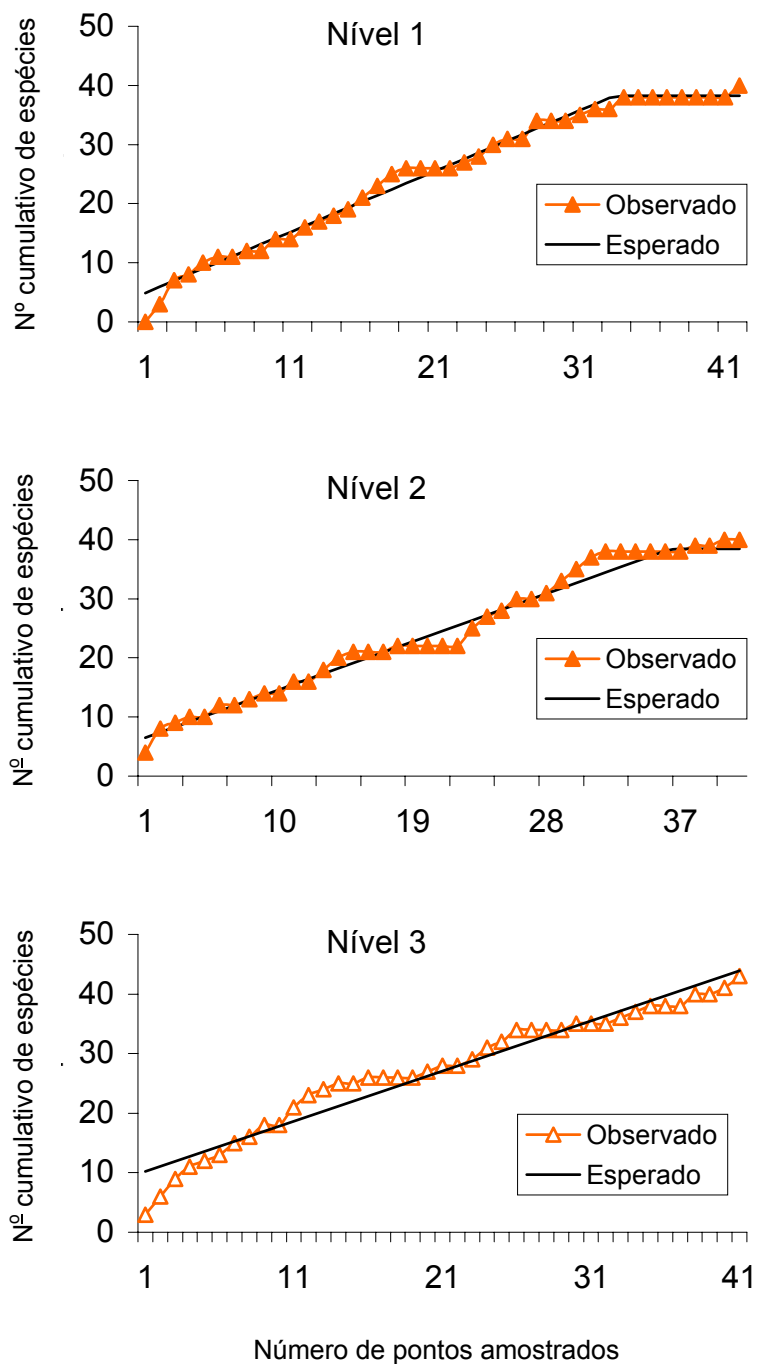 Nível 1
Nº cumulativo de espécies
50
40
30
20
10
0
1 11 21 31 41
Observado
Esperado
Nível 2
Nº cumulativo de espécies
50
40
30
20
10
0
1 10 19 28 37
Observado
Esperado
Nível 3
Nº cumulativo de espécies
50
40
30
20
10
0
1 11 21 31 41
Observado
Esperado
Número de pontos amostrados